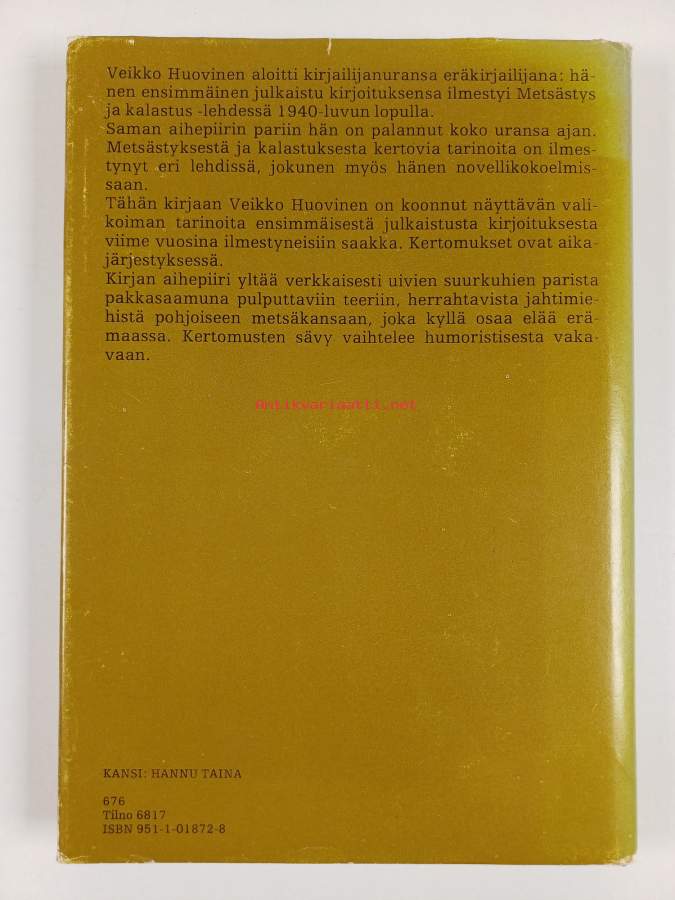 Veikko Huovinen aloitti kirjailijanuransa eräkirjailijana: hä-
nen ensimmäinen julkaistu kirjoituksensa ilmestyi Metsästys
ja kalastus -lehdessä 1940-luvun lopulla.
Saman aihepiirin pariin hän on palannut koko uransa ajan.
Metsästyksestä ja kalastuksesta kertovia tarinoita on ilmes-
tynyt eri lehdissä, jokunen myös hänen novellikokoelmis-
saan.
Tähän kirjaan Veikko Huovinen on koonnut näyttävän vali-
koiman tarinoita ensimmäisestä julkaistusta kirjoituksesta
viime vuosina ilmestyneisiin saakka. Kertomukset ovat aika-
järjestyksessä.
Kirjan aihepiiri yltää verkkaisesti uivien suurkuhien parista
pakkasaamuna pulputtaviin teeriin, herrahtavista jahtimie-
histä pohjoiseen metsäkansaan, joka kyllä osaa elää erä-
maassa. Kertomusten sävy vaihtelee humoristisesta vaka-
vaan.
Antikvariaatti.net
KANSI: HANNU TAINA
676
Tilno 6817
ISBN 951-1-01872-8